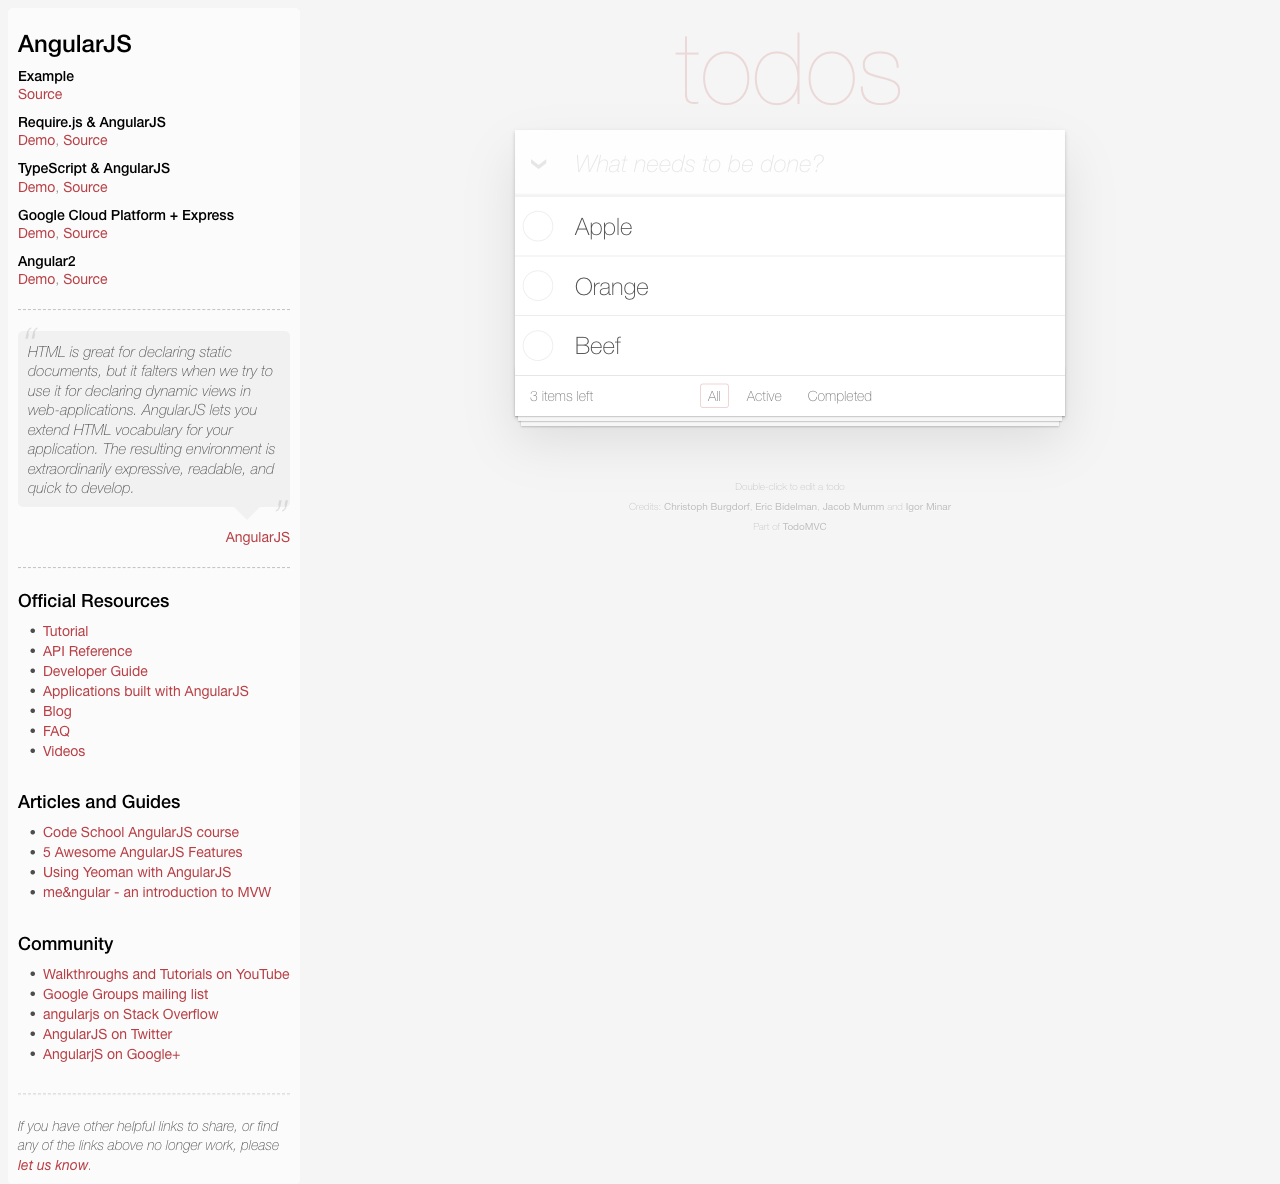 AngularJS
Example
Source
Require.js & AngularJS
Demo, Source
TypeScript & AngularJS
Demo, Source
Google Cloud Platform + Express
Demo, Source
Angular2
Demo, Source
“
HTML is great for declaring static
documents, but it falters when we try to
use it for declaring dynamic views in
web-applications. AngularJS lets you
extend HTML vocabulary for your
application. The resulting environment is
extraordinarily expressive, readable, and
quick to develop.
”
AngularJS
Official Resources
• Tutorial
• API Reference
• Developer Guide
• Applications built with AngularJS
• Blog
• FAQ
• Videos
Articles and Guides
• Code School AngularJS course
• 5 Awesome AngularJS Features
• Using Yeoman with AngularJS
• me&ngular - an introduction to MVW
Community
• Walkthroughs and Tutorials on YouTube
• Google Groups mailing list
• angularjs on Stack Overflow
• AngularJS on Twitter
• AngularjS on Google+
If you have other helpful links to share, or find
any of the links above no longer work, please
let us know.
todos
What needs to be done?
Apple
Orange
Beef
3 items left All Active Completed
Double-click to edit a todo
Credits: Christoph Burgdorf, Eric Bidelman, Jacob Mumm and Igor Minar
Part of TodoMVC